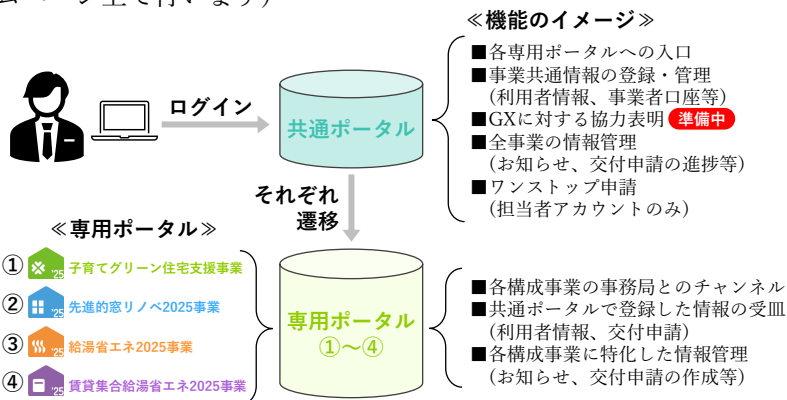 ≪機能のイメージ≫
■各専用ポータルへの入口
■事業共通情報の登録・管理
(利用者情報、事業者口座等)
■GXに対する協力表明 準備中
■全事業の情報管理
(お知らせ、交付申請の進捗等)
■ワンストップ申請
(担当者アカウントのみ)
ログイン
共通ポータル
それぞれ
遷移
≪専用ポータル≫
① '25 子育てグリーン住宅支援事業
② '25 先進的窓リノベ2025事業
③ '25 給湯省エネ2025事業
④ '25 賃貸集合給湯省エネ2025事業
専用ポータル
①～④
■各構成事業の事務局とのチャンネル
■共通ポータルで登録した情報の受皿
(利用者情報、交付申請)
■各構成事業に特化した情報管理
(お知らせ、交付申請の作成等)